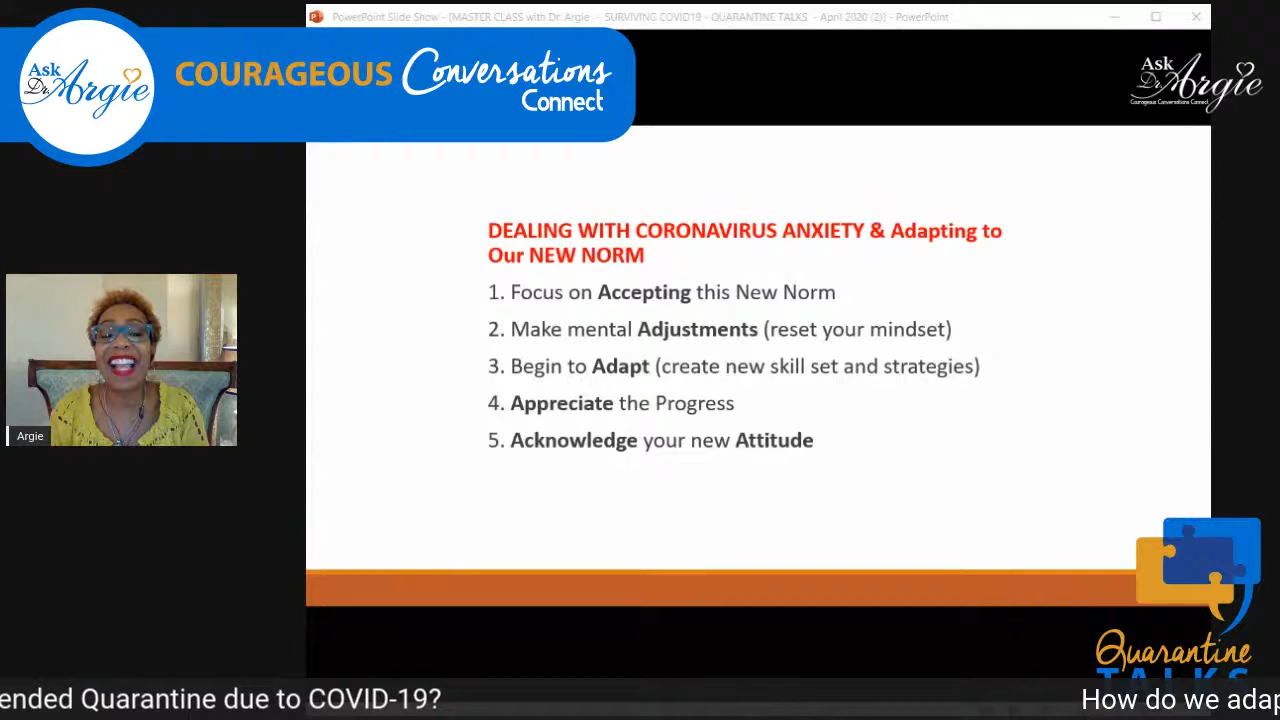 PowerPoint Slide Show - [MASTER CLASS with Dr. Argie - SURVIVING COVID19 - QUARANTINE TALKS - April 2020 (2)] - PowerPoint
Ask
Dr. Argie
COURAGEOUS Conversations
Connect
Ask
Dr. Argie
Courageous Conversations Connect
DEALING WITH CORONAVIRUS ANXIETY & Adapting to
Our NEW NORM
1. Focus on Accepting this New Norm
2. Make mental Adjustments (reset your mindset)
3. Begin to Adapt (create new skill set and strategies)
4. Appreciate the Progress
5. Acknowledge your new Attitude
Argie
Quarantine
TALKS
ended Quarantine due to COVID-19?
How do we adap